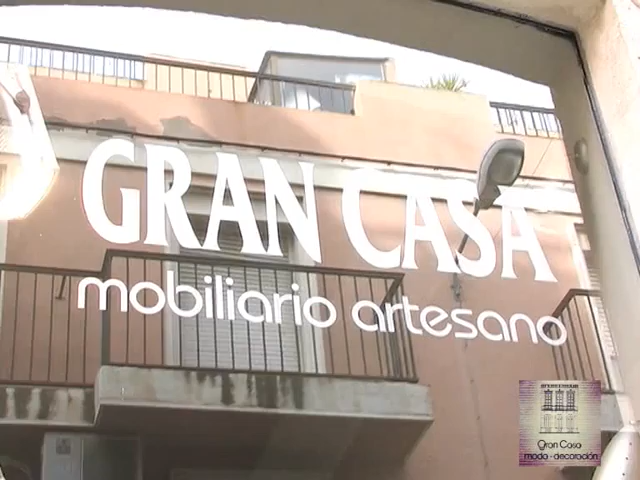 GRAN CASA
mobiliario artesano
Gran Casa
moda - decoración